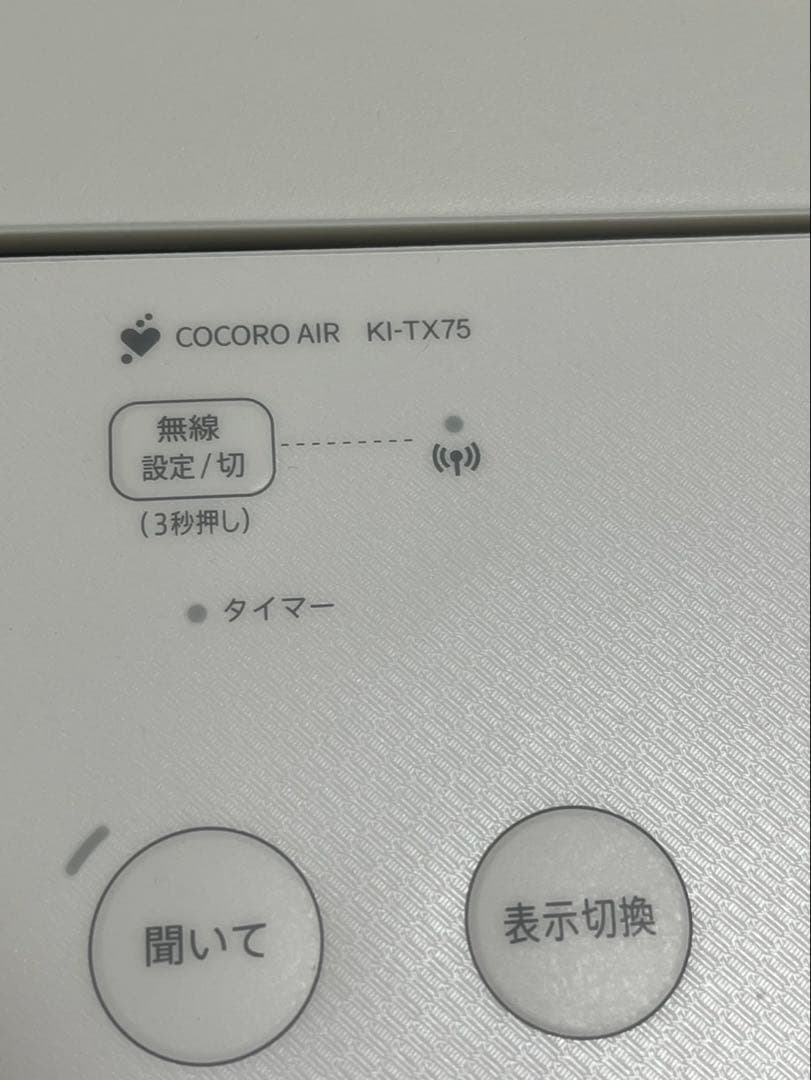 COCORO AIR KI-TX75
無線
設定/切
(3秒押し)
タイマー
聞いて
表示切換